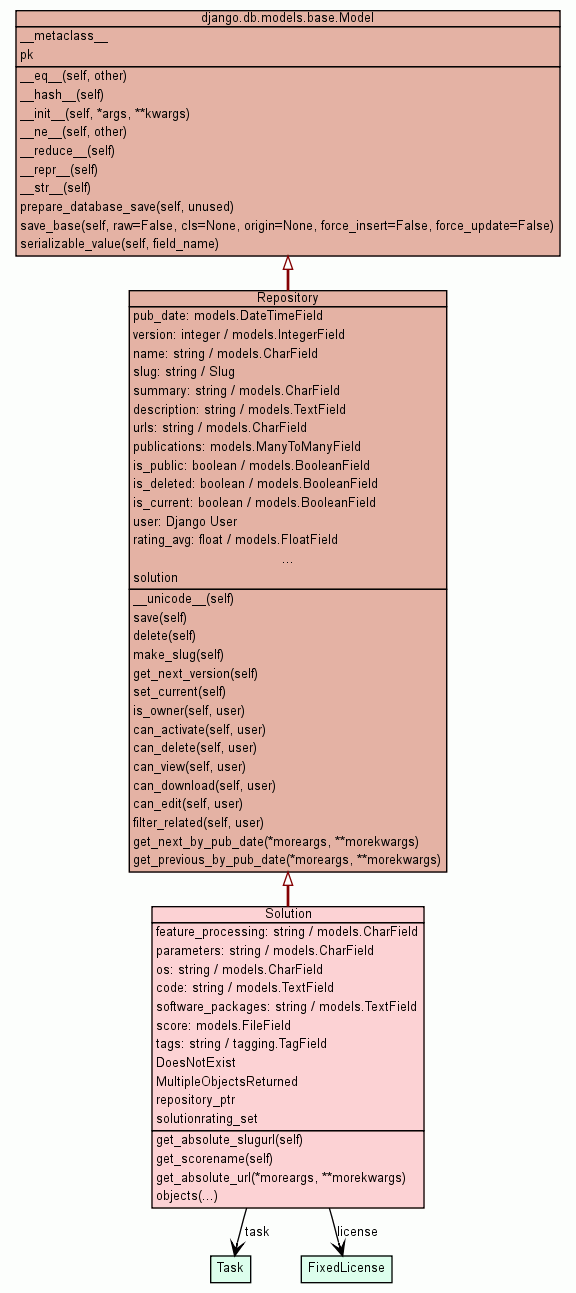 django.db.models.base.Model
__metaclass__
pk
__eq__(self, other)
__hash__(self)
__init__(self, *args, **kwargs)
__ne__(self, other)
__reduce__(self)
__repr__(self)
__str__(self)
prepare_database_save(self, unused)
save_base(self, raw=False, cls=None, origin=None, force_insert=False, force_update=False)
serializable_value(self, field_name)
Repository
pub_date: models.DateTimeField
version: integer / models.IntegerField
name: string / models.CharField
slug: string / Slug
summary: string / models.CharField
description: string / models.TextField
urls: string / models.CharField
publications: models.ManyToManyField
is_public: boolean / models.BooleanField
is_deleted: boolean / models.BooleanField
is_current: boolean / models.BooleanField
user: Django User
rating_avg: float / models.FloatField
...
solution
__unicode__(self)
save(self)
delete(self)
make_slug(self)
get_next_version(self)
set_current(self)
is_owner(self, user)
can_activate(self, user)
can_delete(self, user)
can_view(self, user)
can_download(self, user)
can_edit(self, user)
filter_related(self, user)
get_next_by_pub_date(*moreargs, **morekwargs)
get_previous_by_pub_date(*moreargs, **morekwargs)
Solution
feature_processing: string / models.CharField
parameters: string / models.CharField
os: string / models.CharField
code: string / models.TextField
software_packages: string / models.TextField
score: models.FileField
tags: string / tagging.TagField
DoesNotExist
MultipleObjectsReturned
repository_ptr
solutionrating_set
get_absolute_slugurl(self)
get_scorename(self)
get_absolute_url(*moreargs, **morekwargs)
objects(...)
task
license
Task
FixedLicense